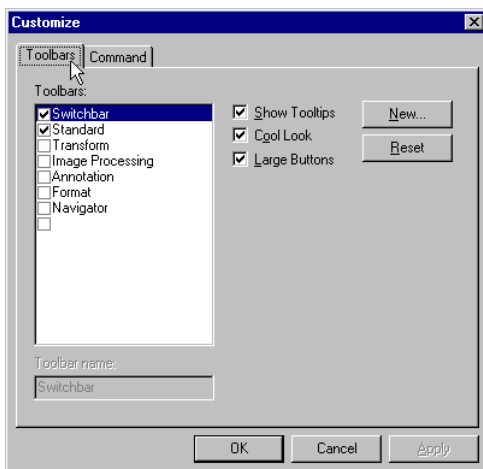 Customize
Toolbars Command
Toolbars:
Switchbar
Standard
Transform
Image Processing
Annotation
Format
Navigator
Show Tooltips
Cool Look
Large Buttons
New...
Reset
Toolbar name:
Switchbar
OK Cancel Apply